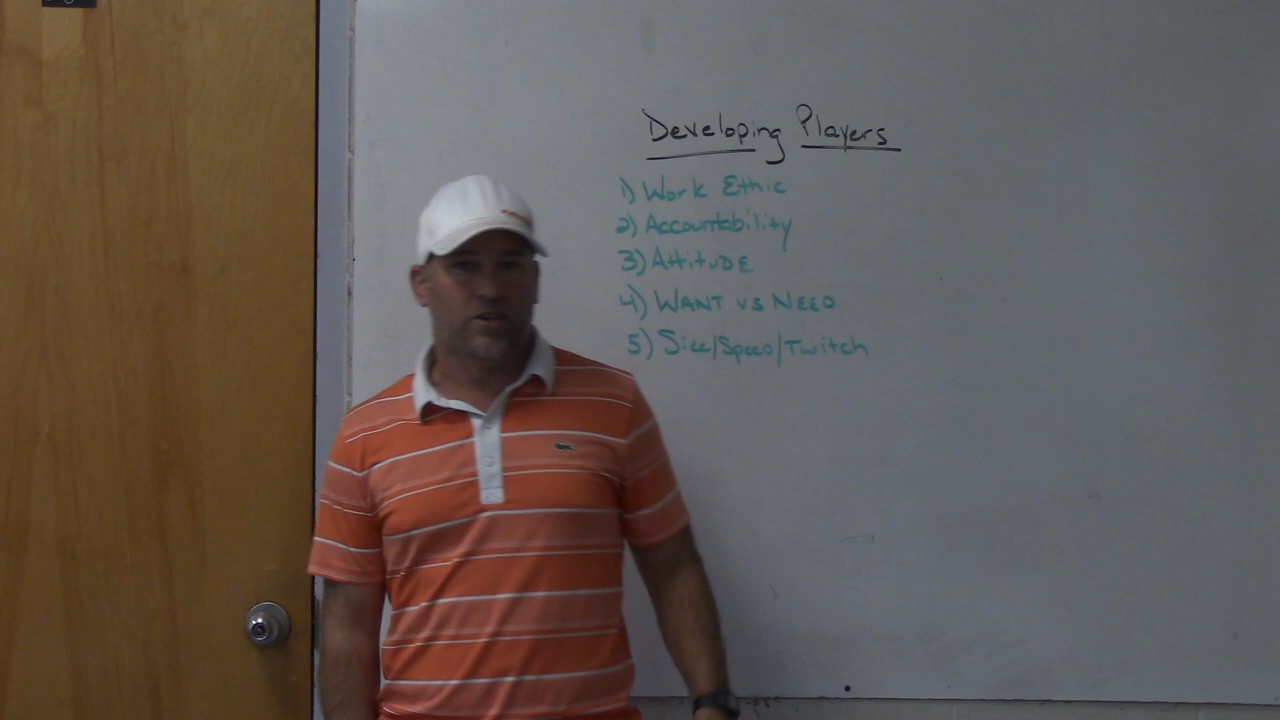 Developing Players
1) Work Ethic
2) Accountability
3) AttituDE
4) WANT vs NEED
5) Size/Speed/Twitch